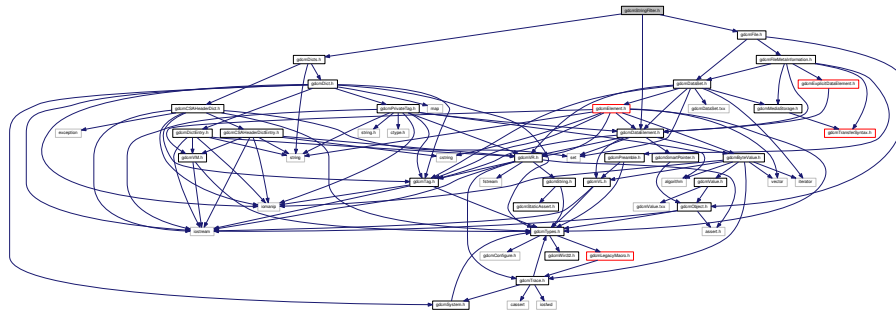 gdcmStringFilter.h
gdcmFile.h
gdcmDicts.h
gdcmFileMetaInformation.h
gdcmDict.h
gdcmDataSet.h
gdcmExplicitDataElement.h
gdcmCSAHeaderDict.h
gdcmPrivateTag.h
map
gdcmElement.h
gdcmDataSet.txx
gdcmMediaStorage.h
exception
gdcmDictEntry.h
gdcmCSAHeaderDictEntry.h
string.h
ctype.h
gdcmDataElement.h
gdcmTransferSyntax.h
gdcmVM.h
string
cstring
gdcmVR.h
set
gdcmPreamble.h
gdcmSmartPointer.h
gdcmByteValue.h
gdcmTag.h
fstream
gdcmString.h
gdcmVL.h
algorithm
gdcmValue.h
vector
iterator
iomanip
gdcmStaticAssert.h
gdcmValue.txx
gdcmObject.h
iostream
gdcmTypes.h
assert.h
gdcmConfigure.h
gdcmWin32.h
gdcmLegacyMacro.h
gdcmTrace.h
gdcmSystem.h
cassert
iosfwd